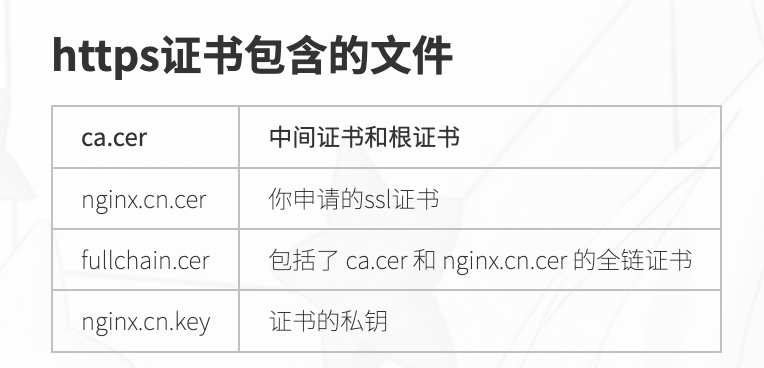 https证书包含的文件
ca.cer 中间证书和根证书
nginx.cn.cer 你申请的ssl证书
fullchain.cer 包括了 ca.cer 和 nginx.cn.cer 的全链证书
nginx.cn.key 证书的私钥